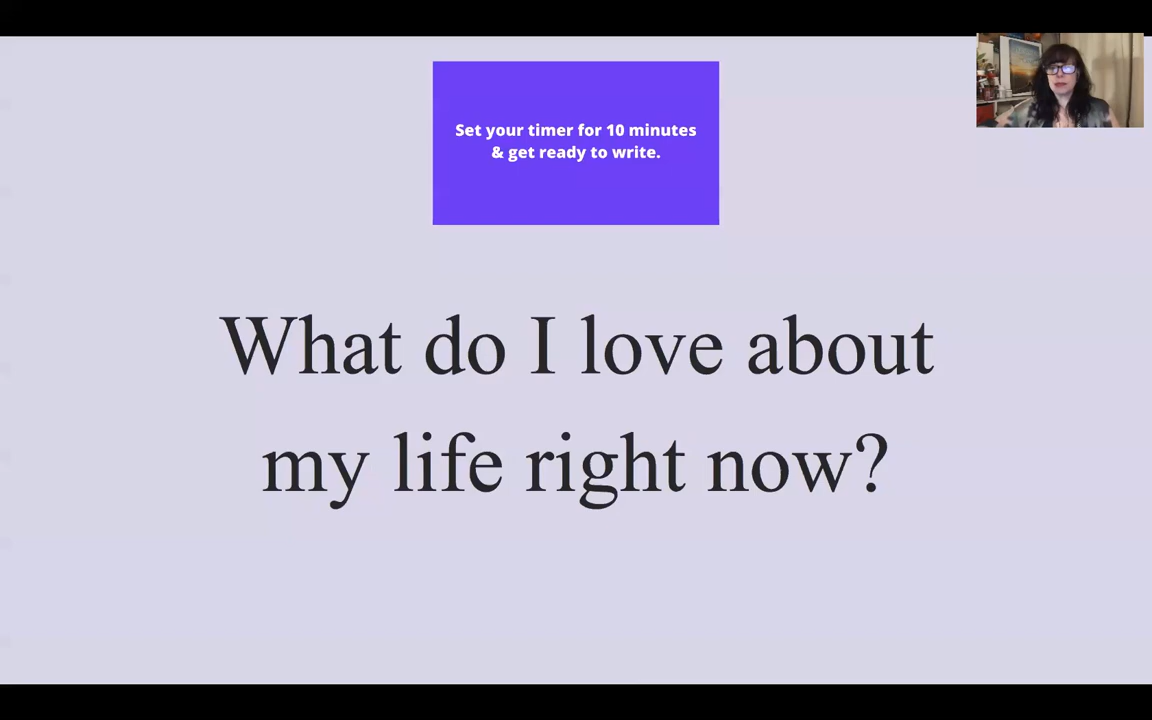 Set your timer for 10 minutes
& get ready to write.
What do I love about
my life right now?